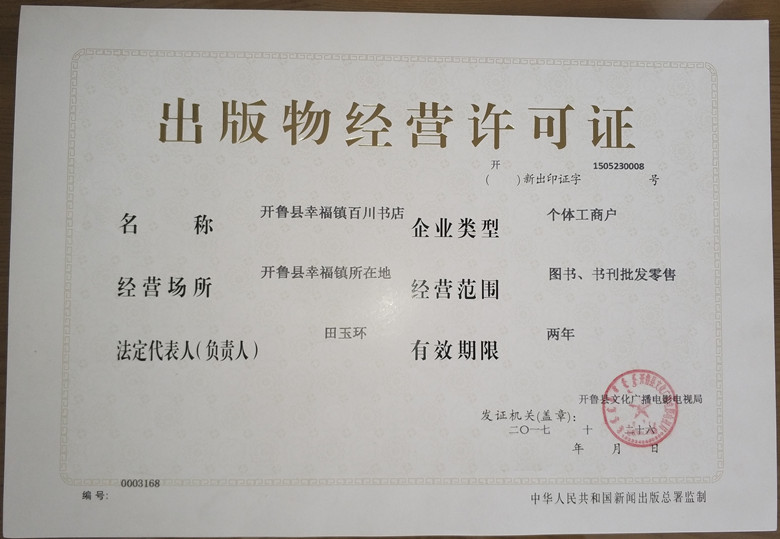 出版物经营许可证
开 1505230008
( )新出印证字 号
名 称 开鲁县幸福镇百川书店 企业类型 个体工商户
经营场所 开鲁县幸福镇所在地 经营范围 图书、书刊批发零售
法定代表人(负责人) 田玉环 有效期限 两年
开鲁县文化广播电影电视局
发证机关(盖章):
二〇一七 十 二十六
年 月 日
0003168
编号: 中华人民共和国新闻出版总署监制